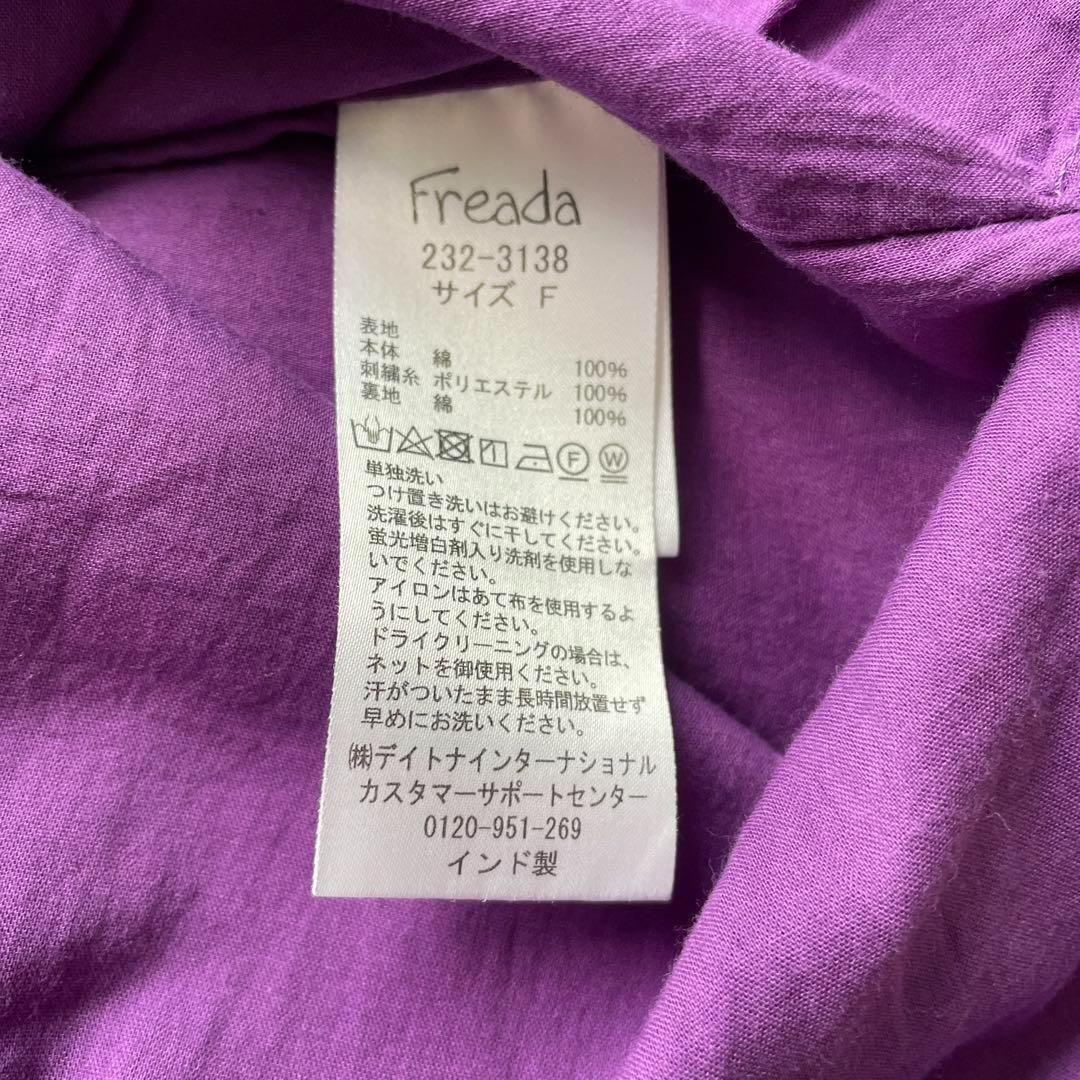 Freada
232-3138
サイズ F
表地
本体 綿 100%
刺繍糸 ポリエステル 100%
裏地 綿 100%
F W
単独洗い
つけ置き洗いはお避けください。
洗濯後はすぐに干してください。
蛍光増白剤入り洗剤を使用しな
いでください。
アイロンはあて布を使用するよ
うにしてください。
ドライクリーニングの場合は、
ネットを御使用ください。
汗がついたまま長時間放置せず
早めにお洗いください。
㈱デイトナインターナショナル
カスタマーサポートセンター
0120-951-269
インド製